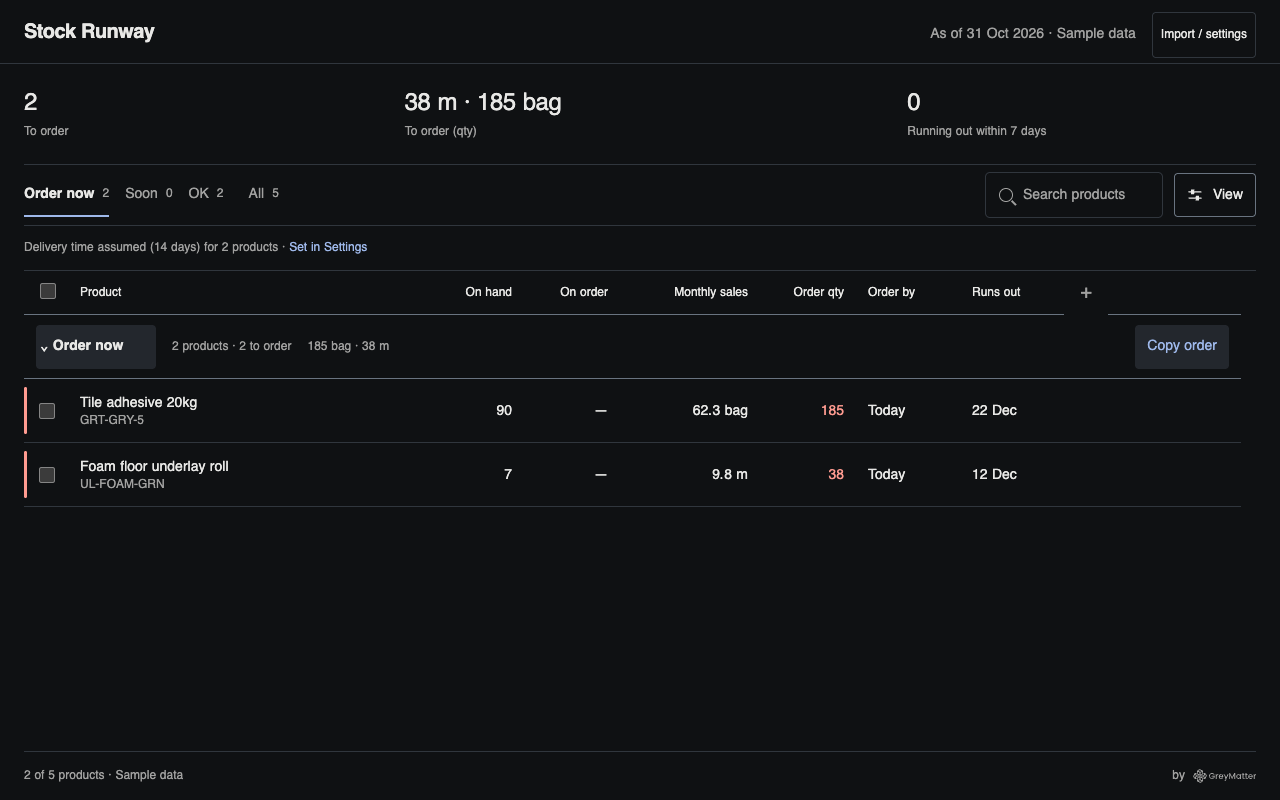 Stock Runway
As of 31 Oct 2026 · Sample data
Import / settings
2
To order
38 m · 185 bag
To order (qty)
0
Running out within 7 days
Order now 2
Soon 0
OK 2
All 5
Search products
View
Delivery time assumed (14 days) for 2 products · Set in Settings
Product On hand On order Monthly sales Order qty Order by Runs out +
Order now 2 products · 2 to order 185 bag · 38 m Copy order
Tile adhesive 20kg
GRT-GRY-5
90 — 62.3 bag 185 Today 22 Dec
Foam floor underlay roll
UL-FOAM-GRN
7 — 9.8 m 38 Today 12 Dec
2 of 5 products · Sample data
by GreyMatter